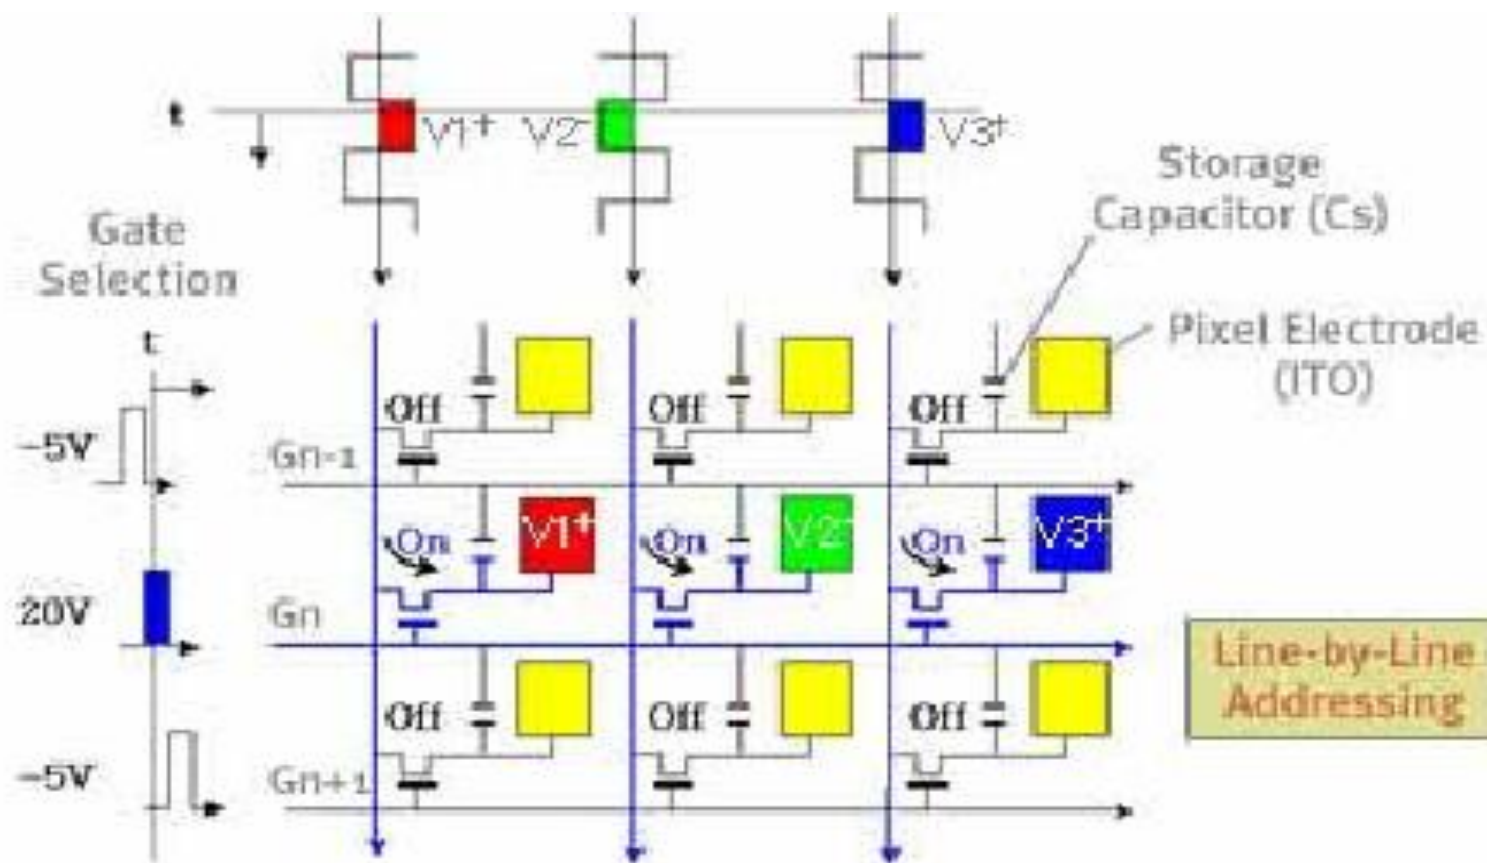 t
V1+
V2-
V3+
Storage
Capacitor (Cs)
Gate
Selection
t
Pixel Electrode
(ITO)
Off
Off
Off
-5V
Gn-1
V1+
V2-
V3+
On
On
On
20V
Gn
Line-by-Line
Addressing
Off
Off
Off
-5V
Gn+1